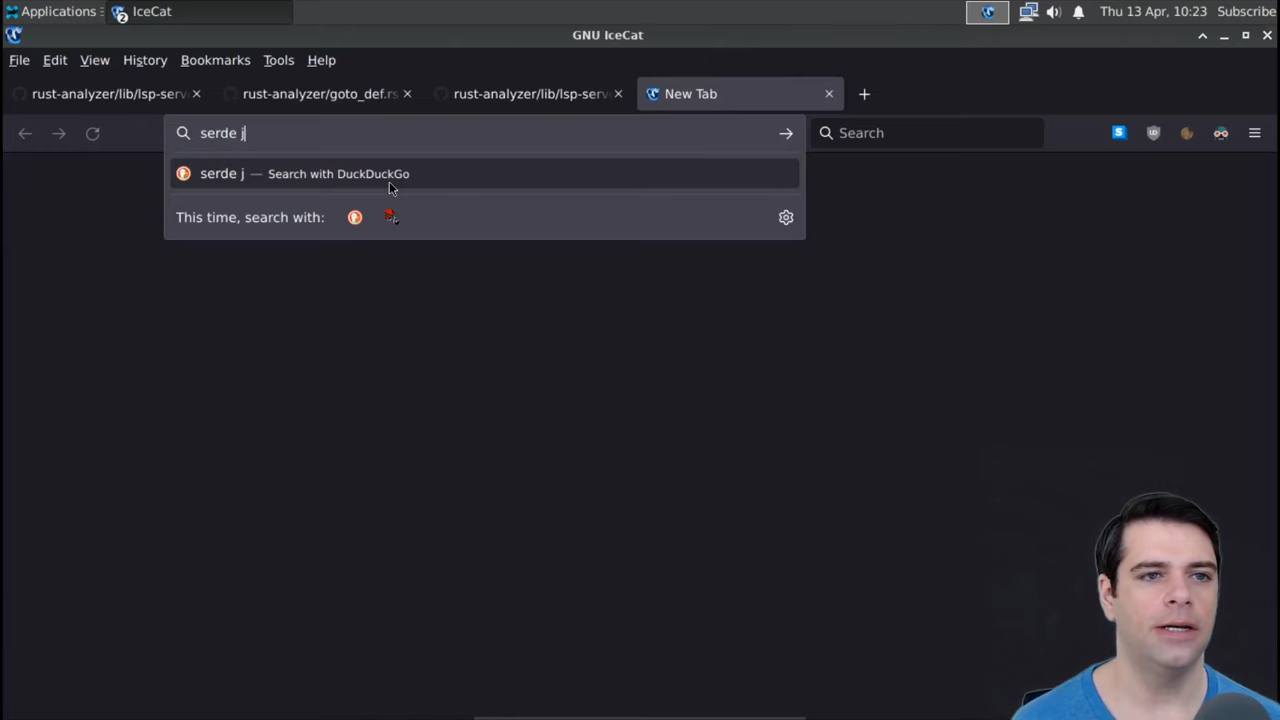 Applications
2
IceCat
Thu 13 Apr, 10:23
Subscribe
GNU IceCat
File
Edit
View
History
Bookmarks
Tools
Help
rust-analyzer/lib/lsp-serv
rust-analyzer/goto_def.rs
rust-analyzer/lib/lsp-serv
New Tab
serde j
Search
serde j — Search with DuckDuckGo
This time, search with: